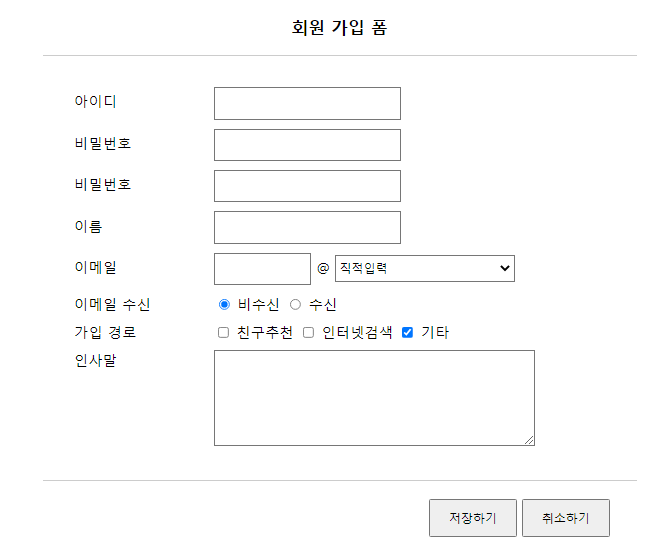 회원 가입 폼
아이디
비밀번호
비밀번호
이름
이메일 @ 직적입력
이메일 수신 비수신 수신
가입 경로 친구추천 인터넷검색 기타
인사말
저장하기 취소하기